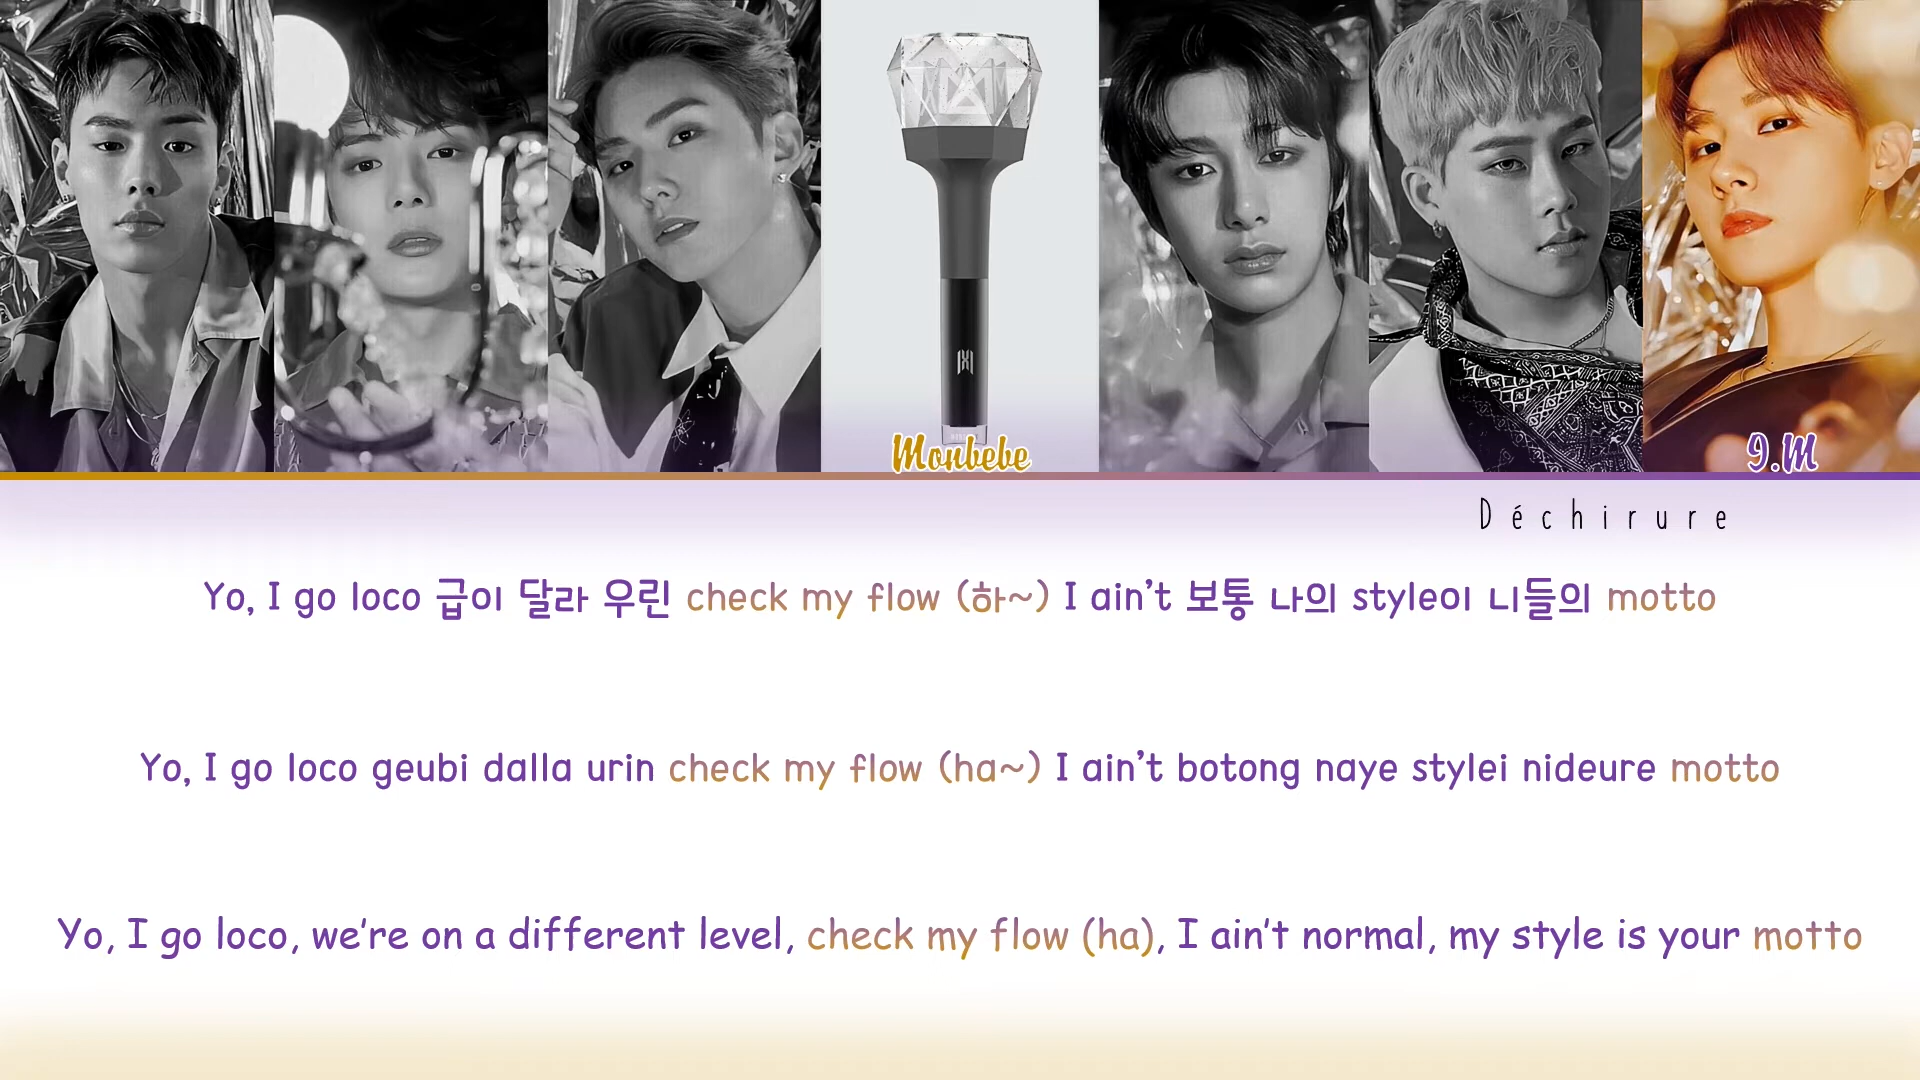 Monbebe
I.M
Déchirure
Yo, I go loco 급이 달라 우린 check my flow (하~) I ain't 보통 나의 style이 니들의 motto
Yo, I go loco geubi dalla urin check my flow (ha~) I ain't botong naye stylei nideure motto
Yo, I go loco, we're on a different level, check my flow (ha), I ain't normal, my style is your motto